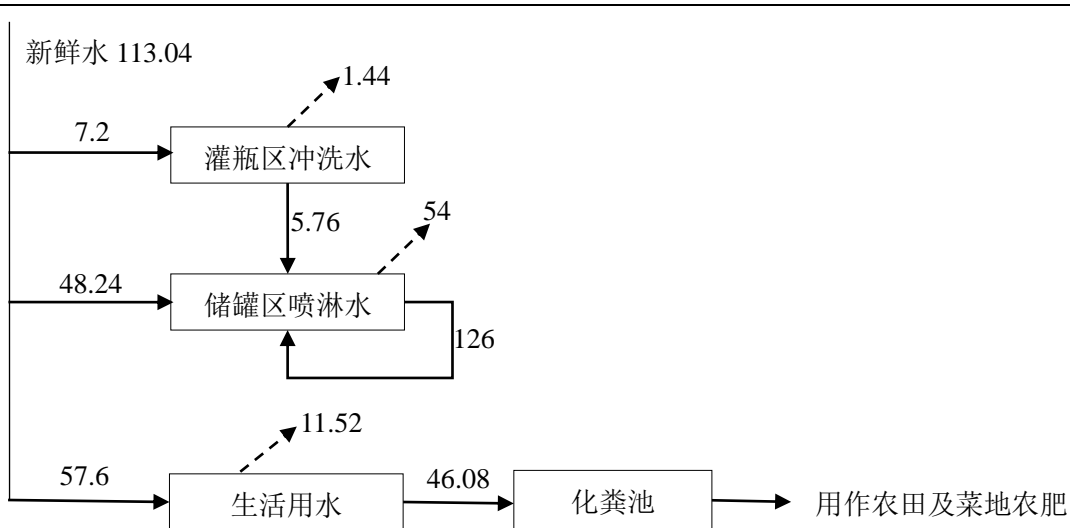 新鲜水 113.04
1.44
7.2
灌瓶区冲洗水
5.76
54
48.24
储罐区喷淋水
126
11.52
57.6
生活用水
46.08
化粪池
用作农田及菜地农肥